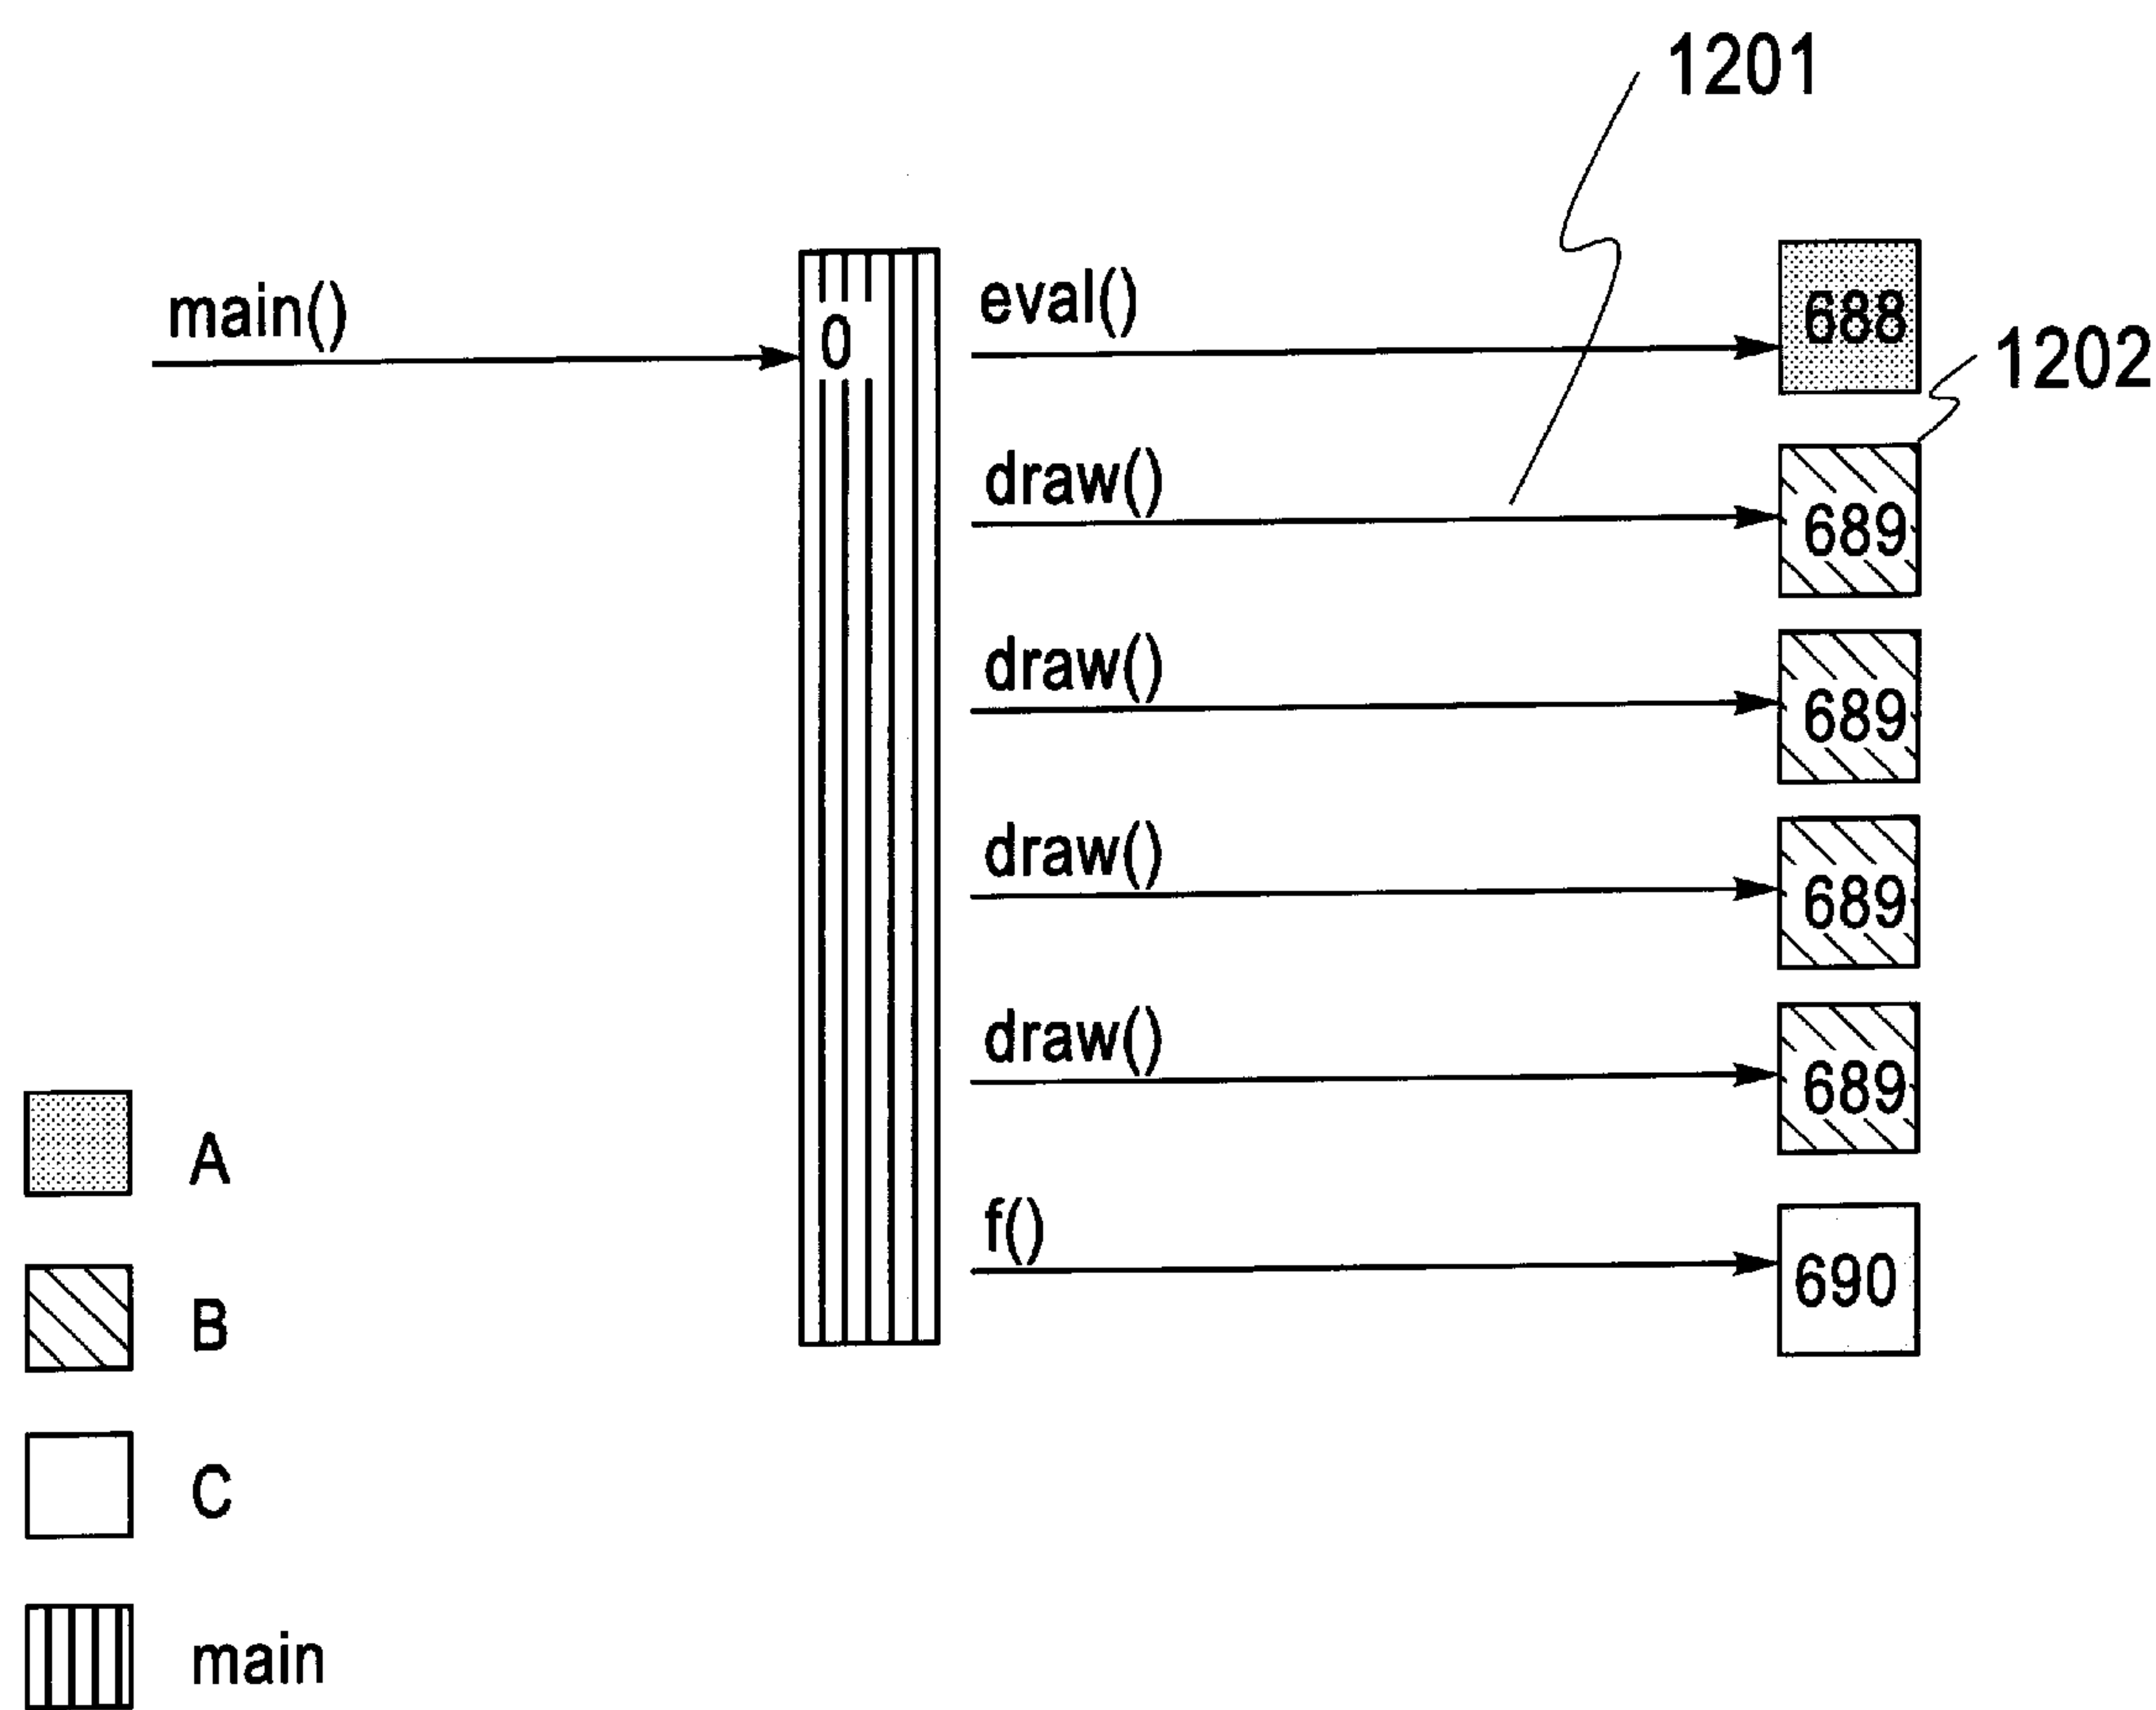 1201
main()
0
eval()
688
1202
draw()
689
draw()
689
draw()
689
draw()
689
f()
690
A
B
C
main